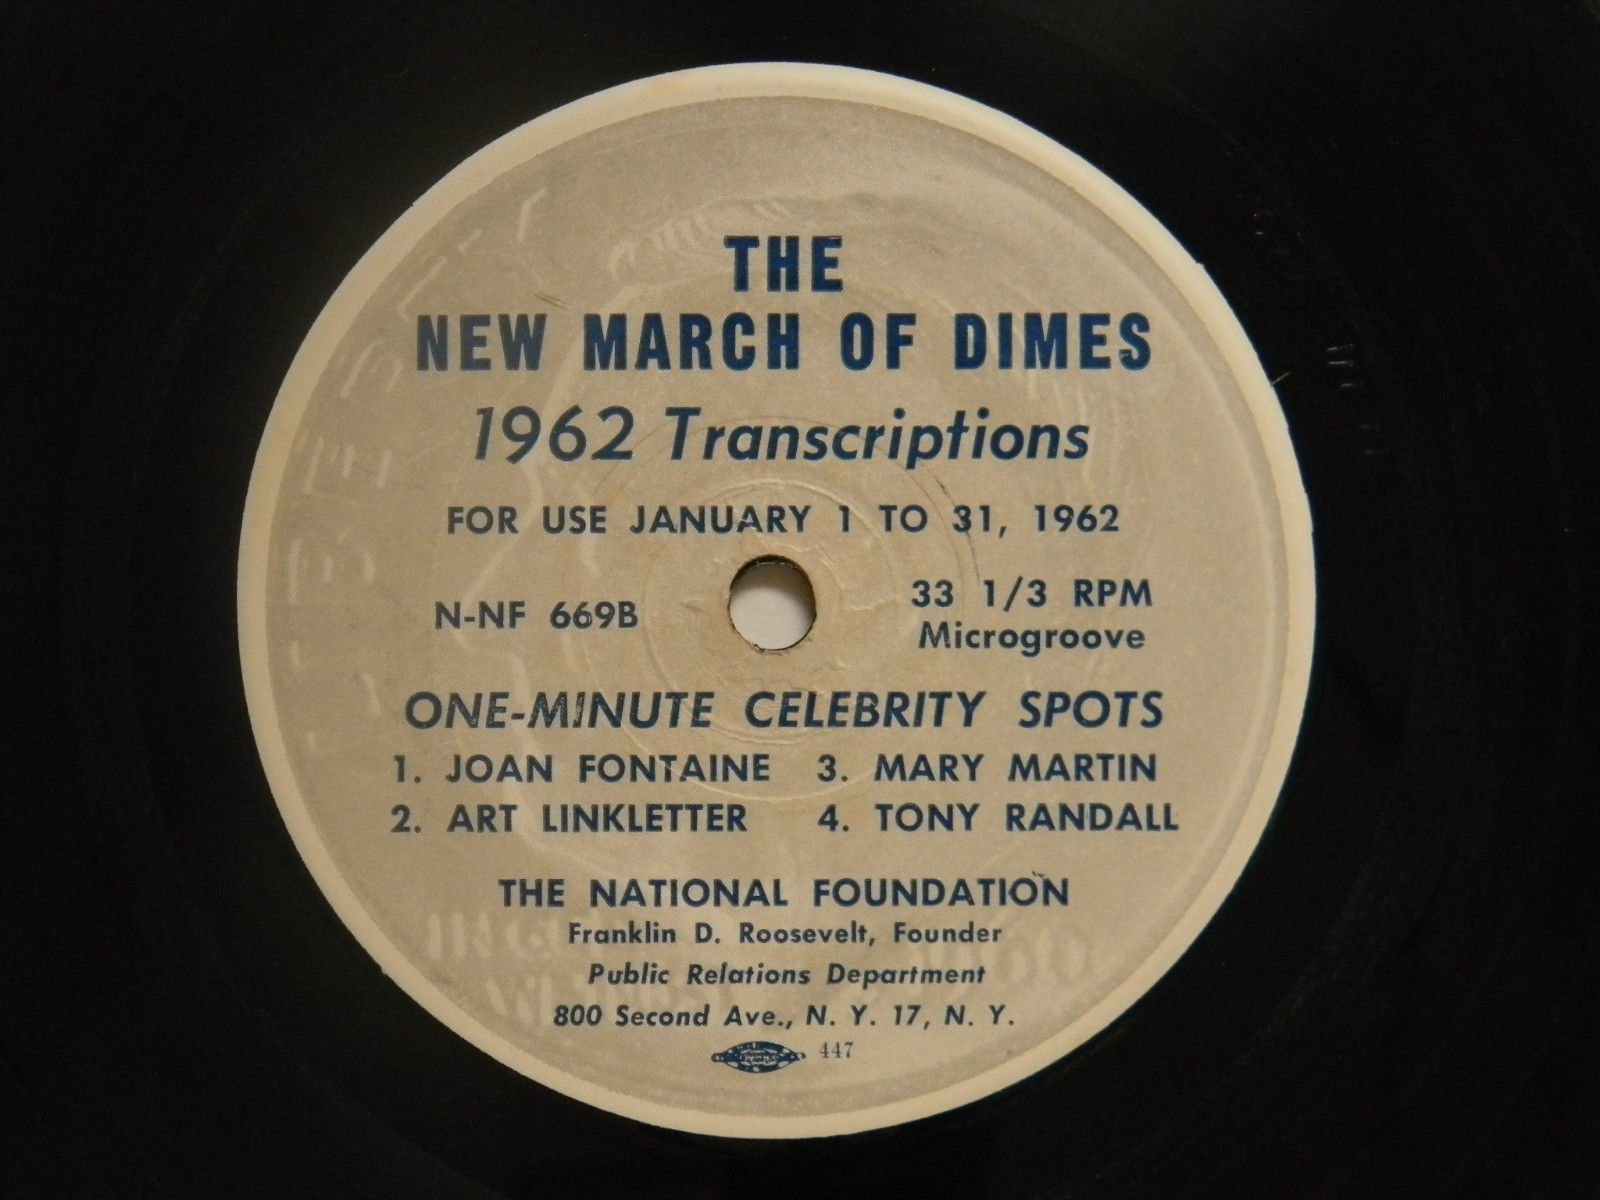 THE
NEW MARCH OF DIMES
1962 Transcriptions
FOR USE JANUARY 1 TO 31, 1962
N-NF 669B
33 1/3 RPM
Microgroove
ONE-MINUTE CELEBRITY SPOTS
1. JOAN FONTAINE 3. MARY MARTIN
2. ART LINKLETTER 4. TONY RANDALL
THE NATIONAL FOUNDATION
Franklin D. Roosevelt, Founder
Public Relations Department
800 Second Ave., N. Y. 17, N. Y.
447
LIBERTY